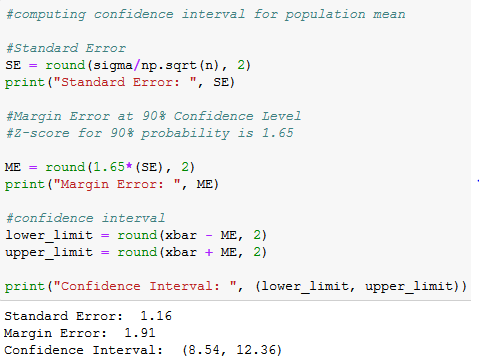 #computing confidence interval for population mean
#Standard Error
SE = round(sigma/np.sqrt(n), 2)
print("Standard Error: ", SE)
#Margin Error at 90% Confidence Level
#Z-score for 90% probability is 1.65
ME = round(1.65*(SE), 2)
print("Margin Error: ", ME)
#confidence interval
lower_limit = round(xbar - ME, 2)
upper_limit = round(xbar + ME, 2)
print("Confidence Interval: ", (lower_limit, upper_limit))
Standard Error:  1.16
Margin Error:  1.91
Confidence Interval:  (8.54, 12.36)